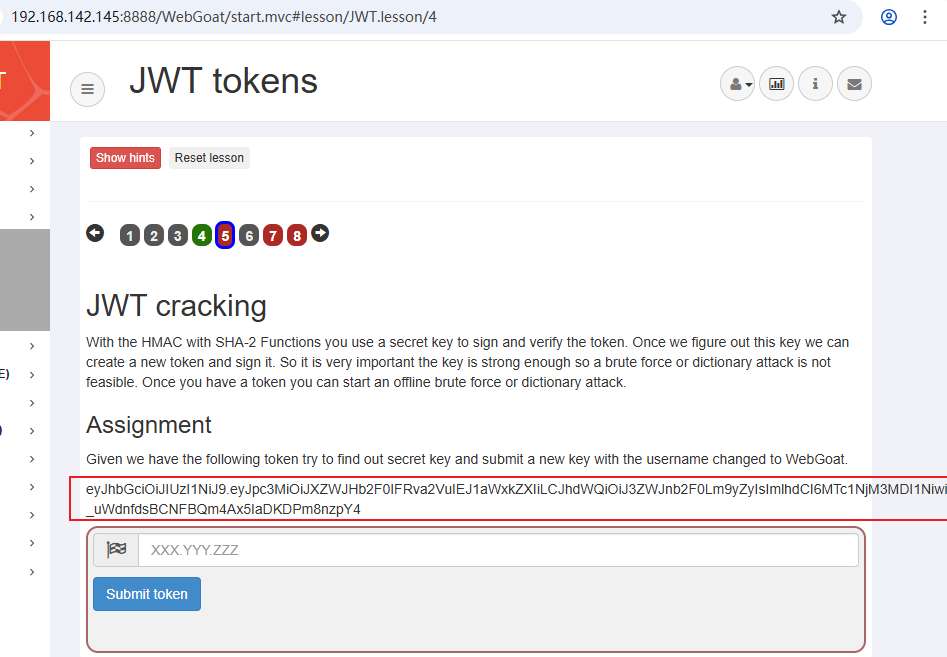 192.168.142.145:8888/WebGoat/start.mvc#lesson/JWT.lesson/4
T
JWT tokens
Show hints Reset lesson
1 2 3 4 5 6 7 8
JWT cracking
With the HMAC with SHA-2 Functions you use a secret key to sign and verify the token. Once we figure out this key we can
create a new token and sign it. So it is very important the key is strong enough so a brute force or dictionary attack is not
feasible. Once you have a token you can start an offline brute force or dictionary attack.
E)
)
Assignment
Given we have the following token try to find out secret key and submit a new key with the username changed to WebGoat.
eyJhbGciOiJIUzI1NiJ9.eyJpc3MiOiJXZWJHb2F0IFRva2VuIEJ1aWxkZXIiLCJhdWQiOiJ3ZWJnb2F0Lm9yZyIsImlhdCI6MTc1NjM3MDI1Niwi
_uWdnfdsBCNFBQm4Ax5IaDKDPm8nzpY4
XXX.YYY.ZZZ
Submit token